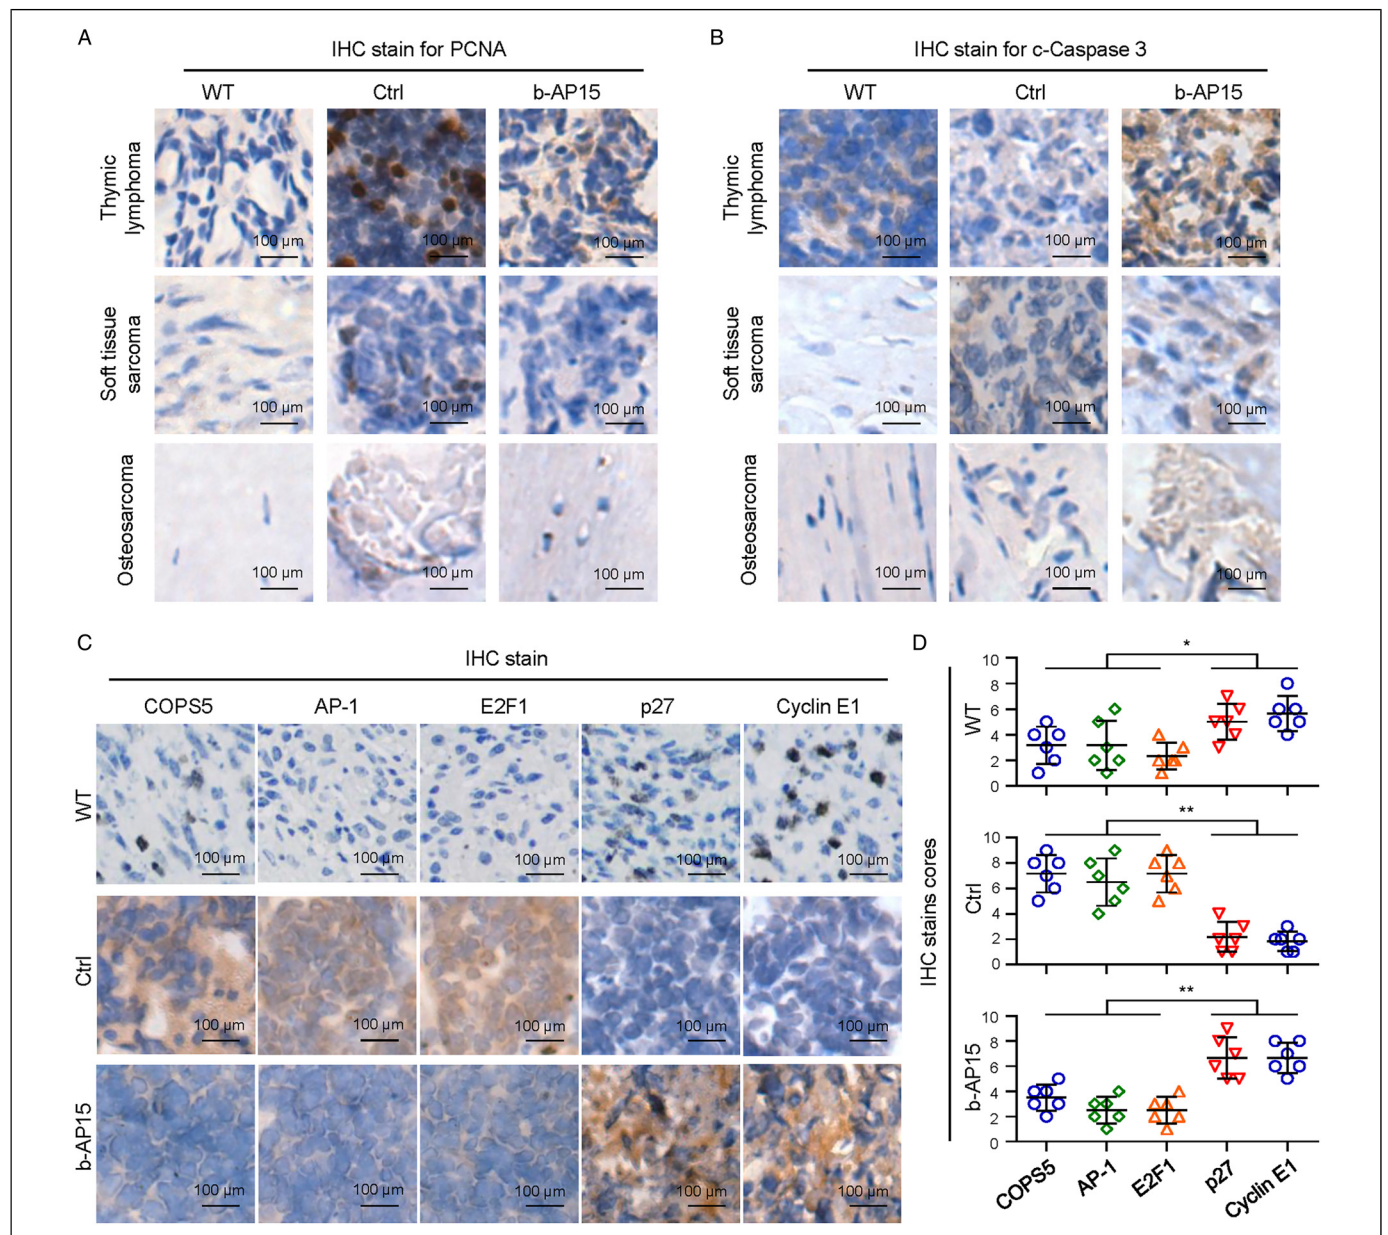 A
IHC stain for PCNA
WT
Ctrl
b-AP15
Thymic
lymphoma
100 µm
100 µm
100 µm
Soft tissue
sarcoma
100 µm
100 µm
100 µm
Osteosarcoma
100 µm
100 µm
100 µm
B
IHC stain for c-Caspase 3
WT
Ctrl
b-AP15
Thymic
lymphoma
100 µm
100 µm
100 µm
Soft tissue
sarcoma
100 µm
100 µm
100 µm
Osteosarcoma
100 µm
100 µm
100 µm
C
IHC stain
COPS5
AP-1
E2F1
p27
Cyclin E1
WT
100 µm
100 µm
100 µm
100 µm
100 µm
Ctrl
100 µm
100 µm
100 µm
100 µm
100 µm
b-AP15
100 µm
100 µm
100 µm
100 µm
100 µm
D
IHC stains cores
WT
10
8
6
4
2
0
*
Ctrl
10
8
6
4
2
0
**
b-AP15
10
8
6
4
2
0
**
COPS5
AP-1
E2F1
p27
Cyclin E1